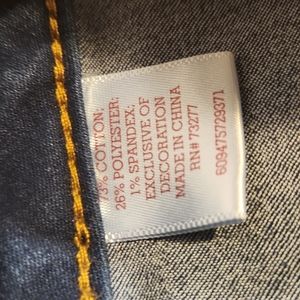 73% COTTON;
26% POLYESTER;
1% SPANDEX;
EXCLUSIVE OF
DECORATION
MADE IN CHINA
RN# 73277
609475729371